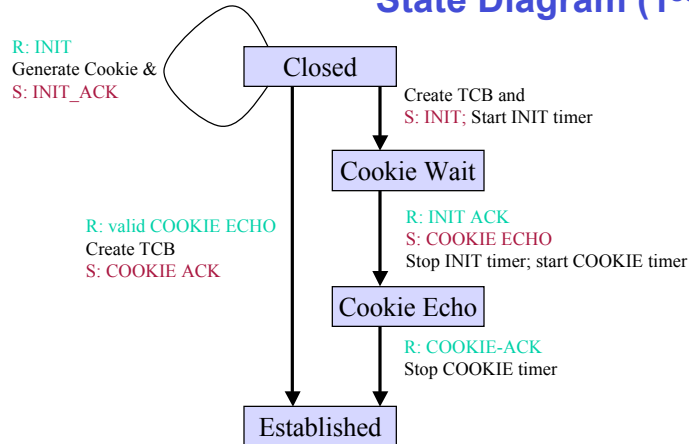 State Diagram (1
R: INIT
Generate Cookie &
S: INIT_ACK
Closed
Create TCB and
S: INIT; Start INIT timer
Cookie Wait
R: valid COOKIE ECHO
Create TCB
S: COOKIE ACK
R: INIT ACK
S: COOKIE ECHO
Stop INIT timer; start COOKIE timer
Cookie Echo
R: COOKIE-ACK
Stop COOKIE timer
Established